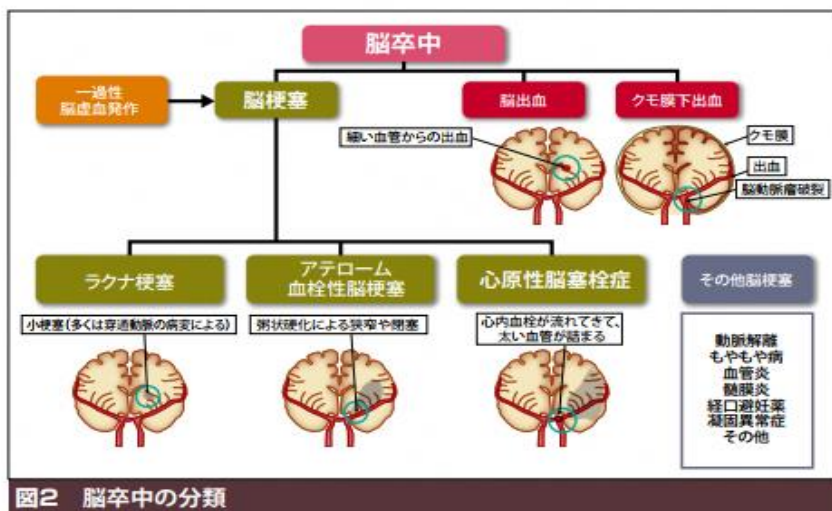 脳卒中
一過性
脳虚血発作
脳梗塞
脳出血
クモ膜下出血
細い血管からの出血
クモ膜
出血
脳動脈瘤破裂
ラクナ梗塞
アテローム
血栓性脳梗塞
心原性脳塞栓症
その他脳梗塞
小梗塞(多くは穿通動脈の病変による)
粥状硬化による狭窄や閉塞
心内血栓が流れてきて、
太い血管が詰まる
動脈解離
もやもや病
血管炎
髄膜炎
経口避妊薬
凝固異常症
その他
図2 脳卒中の分類